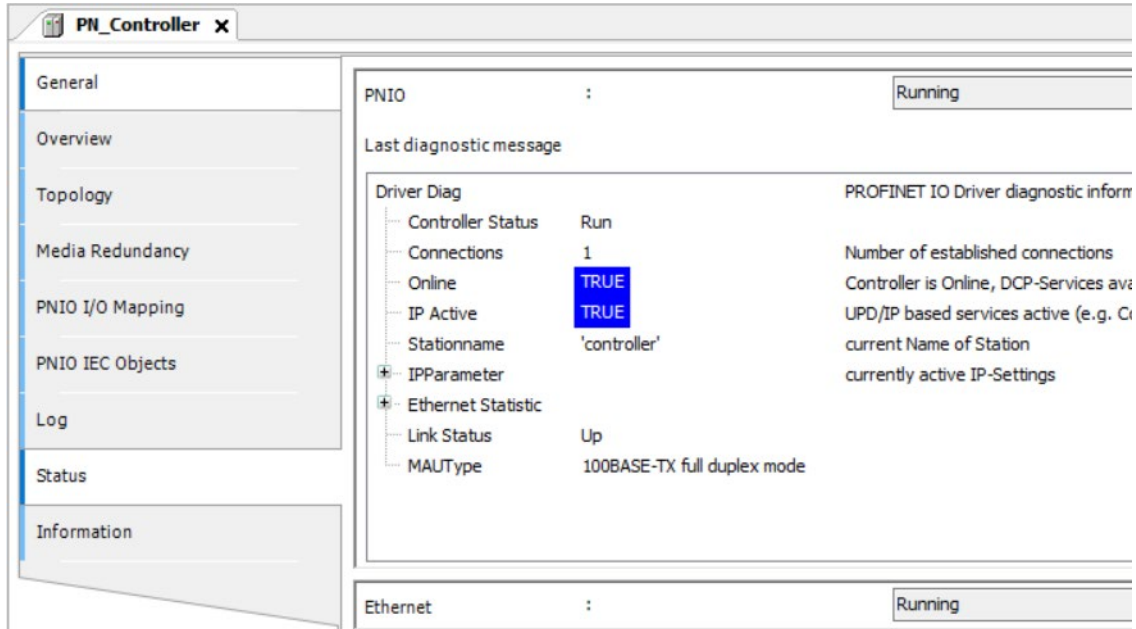 PN_Controller X
General
Overview
Topology
Media Redundancy
PNIO I/O Mapping
PNIO IEC Objects
Log
Status
Information
PNIO : Running
Last diagnostic message
Driver Diag PROFINET IO Driver diagnostic inform
Controller Status Run
Connections 1 Number of established connections
Online TRUE Controller is Online, DCP-Services ava
IP Active TRUE UPD/IP based services active (e.g. Co
Stationname 'controller' current Name of Station
IPParameter currently active IP-Settings
Ethernet Statistic
Link Status Up
MAUType 100BASE-TX full duplex mode
Ethernet : Running